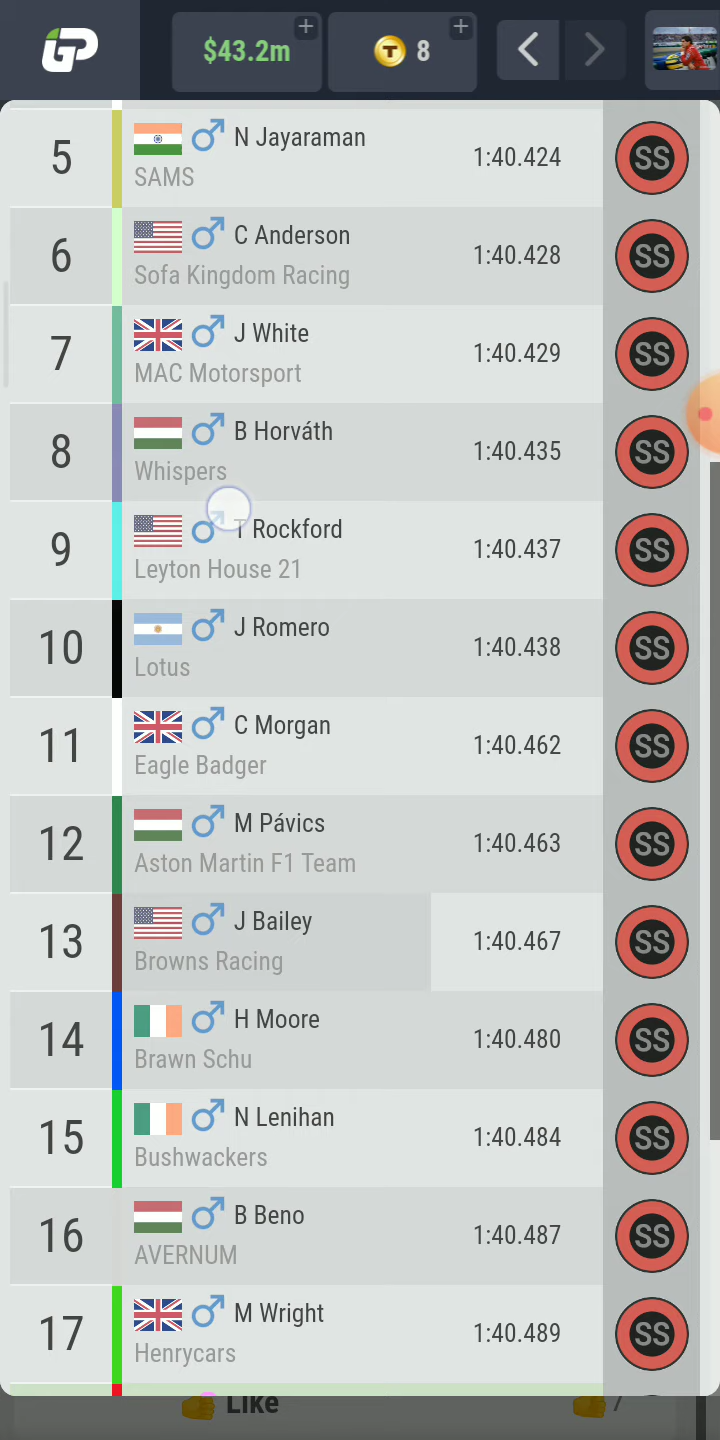 GP
$43.2m
+
T 8
+
5
N Jayaraman
SAMS
1:40.424
SS
6
C Anderson
Sofa Kingdom Racing
1:40.428
SS
7
J White
MAC Motorsport
1:40.429
SS
8
B Horváth
Whispers
1:40.435
SS
9
T Rockford
Leyton House 21
1:40.437
SS
10
J Romero
Lotus
1:40.438
SS
11
C Morgan
Eagle Badger
1:40.462
SS
12
M Pávics
Aston Martin F1 Team
1:40.463
SS
13
J Bailey
Browns Racing
1:40.467
SS
14
H Moore
Brawn Schu
1:40.480
SS
15
N Lenihan
Bushwackers
1:40.484
SS
16
B Beno
AVERNUM
1:40.487
SS
17
M Wright
Henrycars
1:40.489
SS
Like